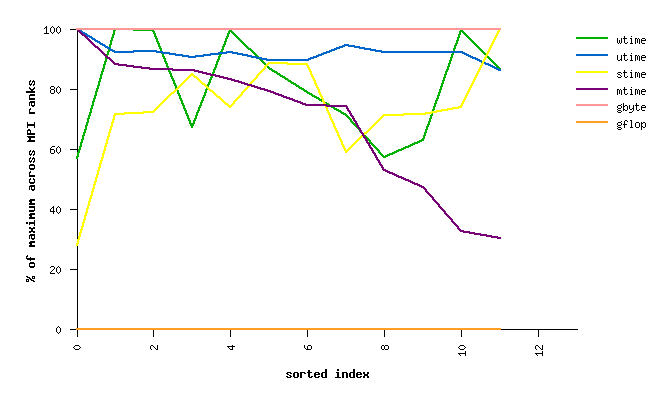 100
80
60
40
20
0
% of maximum across MPI ranks
0 2 4 6 8 10 12
sorted index
wtime
utime
stime
mtime
gbyte
gflop